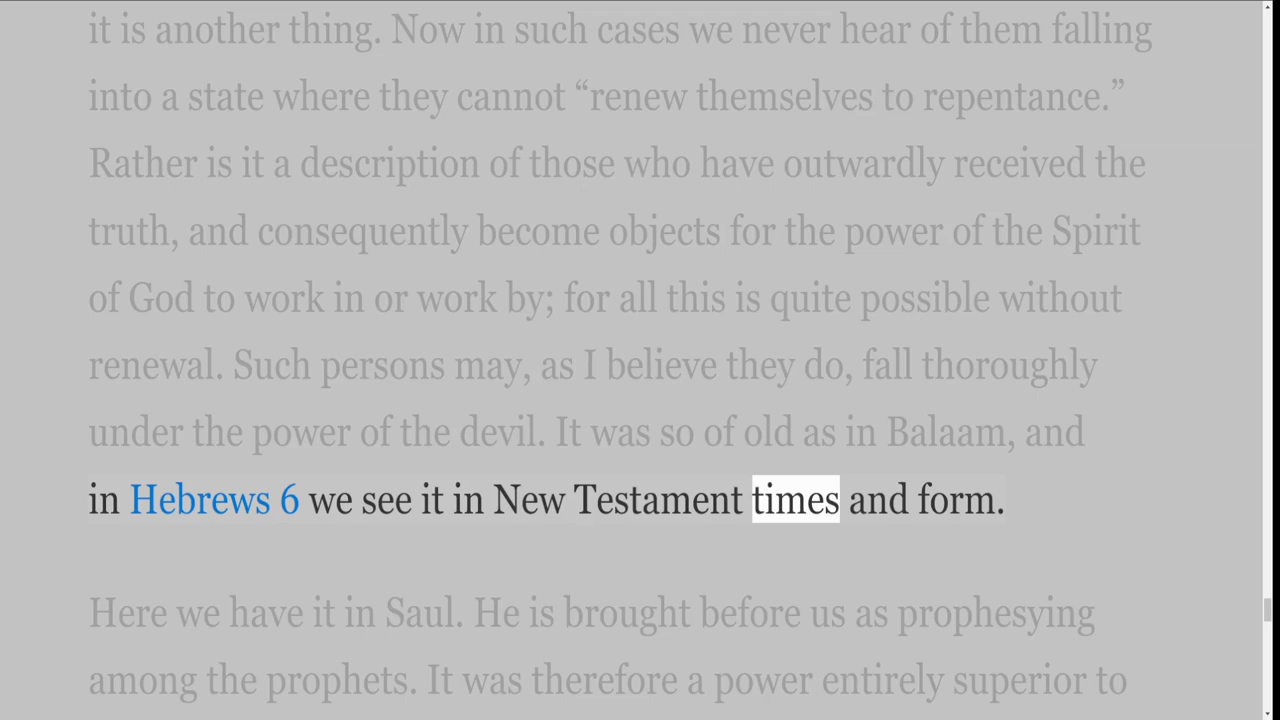 it is another thing. Now in such cases we never hear of them falling
into a state where they cannot “renew themselves to repentance.”
Rather is it a description of those who have outwardly received the
truth, and consequently become objects for the power of the Spirit
of God to work in or work by; for all this is quite possible without
renewal. Such persons may, as I believe they do, fall thoroughly
under the power of the devil. It was so of old as in Balaam, and
in Hebrews 6 we see it in New Testament times and form.
Here we have it in Saul. He is brought before us as prophesying
among the prophets. It was therefore a power entirely superior to